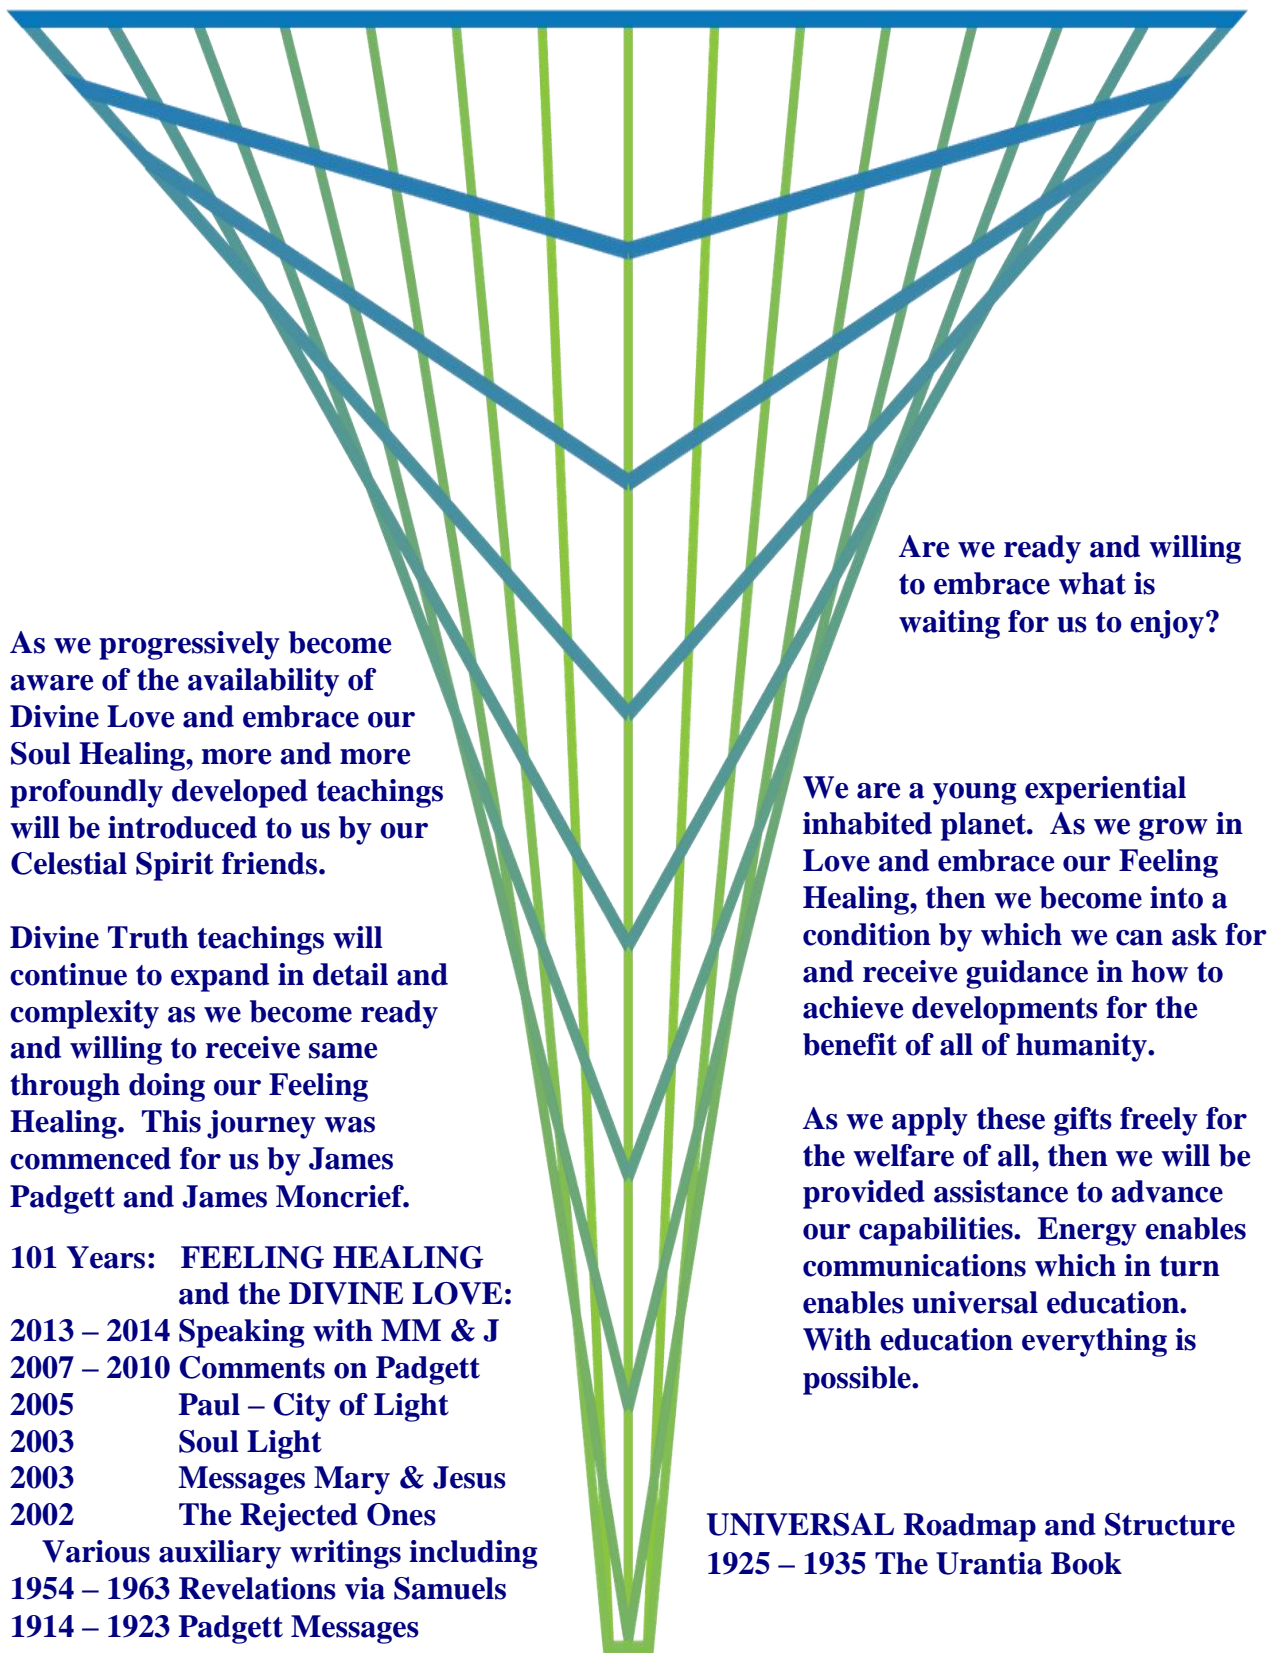 Are we ready and willing
to embrace what is
waiting for us to enjoy?
As we progressively become
aware of the availability of
Divine Love and embrace our
Soul Healing, more and more
profoundly developed teachings
will be introduced to us by our
Celestial Spirit friends.
Divine Truth teachings will
continue to expand in detail and
complexity as we become ready
and willing to receive same
through doing our Feeling
Healing.  This journey was
commenced for us by James
Padgett and James Moncrief.
101 Years:   FEELING HEALING
and the DIVINE LOVE:
2013 – 2014 Speaking with MM & J
2007 – 2010 Comments on Padgett
2005 Paul – City of Light
2003 Soul Light
2003 Messages Mary & Jesus
2002 The Rejected Ones
Various auxiliary writings including
1954 – 1963 Revelations via Samuels
1914 – 1923 Padgett Messages
We are a young experiential
inhabited planet.  As we grow in
Love and embrace our Feeling
Healing, then we become into a
condition by which we can ask for
and receive guidance in how to
achieve developments for the
benefit of all of humanity.
As we apply these gifts freely for
the welfare of all, then we will be
provided assistance to advance
our capabilities.  Energy enables
communications which in turn
enables universal education.
With education everything is
possible.
UNIVERSAL Roadmap and Structure
1925 – 1935 The Urantia Book